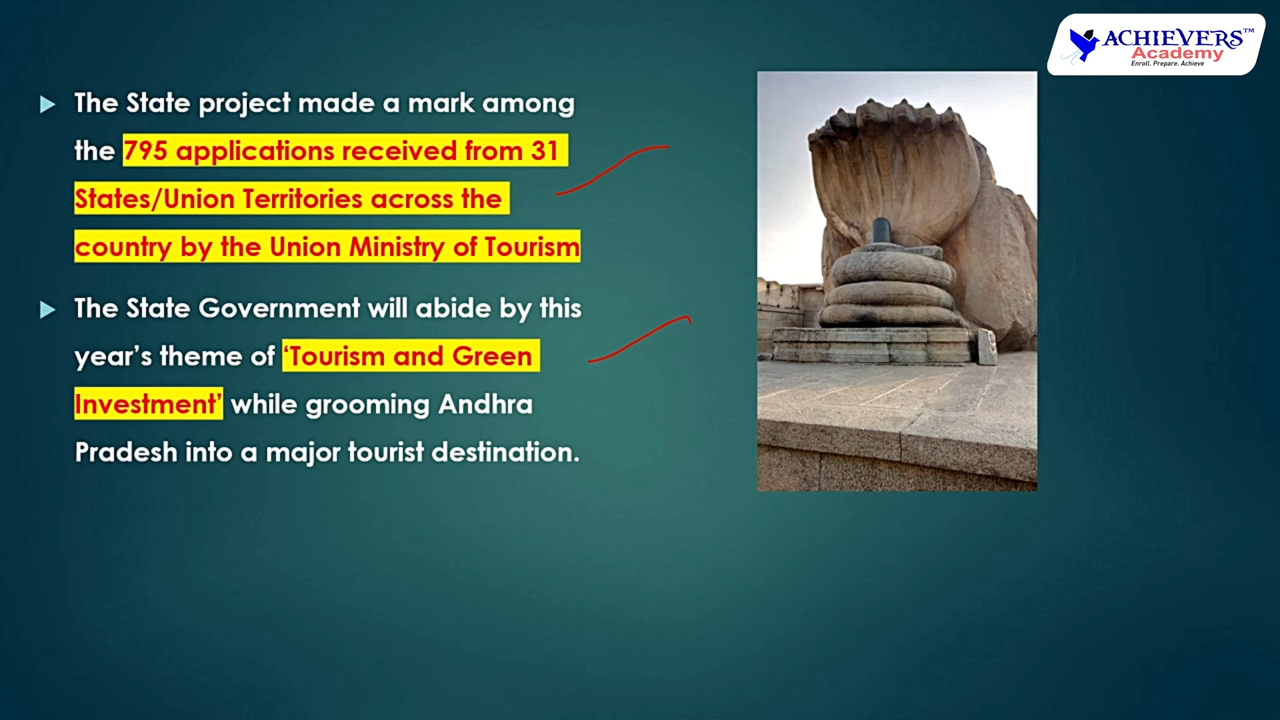 ACHIEVERS™
Academy
Enroll. Prepare. Achieve
The State project made a mark among
the 795 applications received from 31
States/Union Territories across the
country by the Union Ministry of Tourism
The State Government will abide by this
year’s theme of ‘Tourism and Green
Investment’ while grooming Andhra
Pradesh into a major tourist destination.